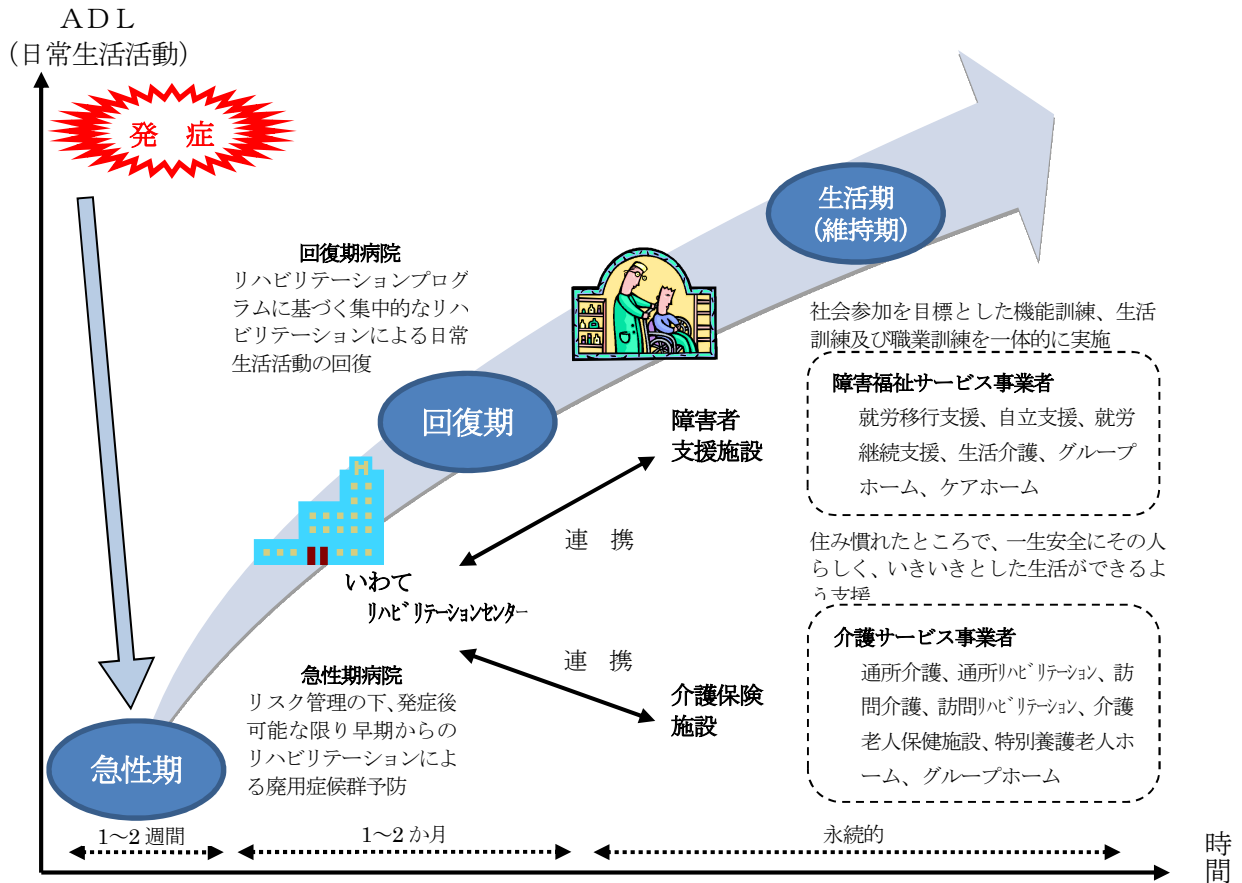 ＡＤＬ
（日常生活活動）
発　症
生活期
（維持期）
回復期病院
リハビリテーションプログ
ラムに基づく集中的なリハ
ビリテーションによる日常
生活活動の回復
社会参加を目標とした機能訓練、生活
訓練及び職業訓練を一体的に実施
障害福祉サービス事業者
就労移行支援、自立支援、就労
継続支援、生活介護、グループ
ホーム、ケアホーム
回復期
障害者
支援施設
H
連　携
いわて
ﾘﾊﾋﾞﾘﾃｰｼｮﾝｾﾝﾀｰ
住み慣れたところで、一生安全にその人
らしく、いきいきとした生活ができるよ
う支援
介護サービス事業者
通所介護、通所ﾘﾊﾋﾞﾘﾃｰｼｮﾝ、訪
問介護、訪問ﾘﾊﾋﾞﾘﾃｰｼｮﾝ、介護
老人保健施設、特別養護老人ホ
ーム、グループホーム
連　携
急性期病院
リスク管理の下、発症後
可能な限り早期からの
リハビリテーションによ
る廃用症候群予防
介護保険
施設
急性期
1～2 週間
1～2 か月
永続的
時
間